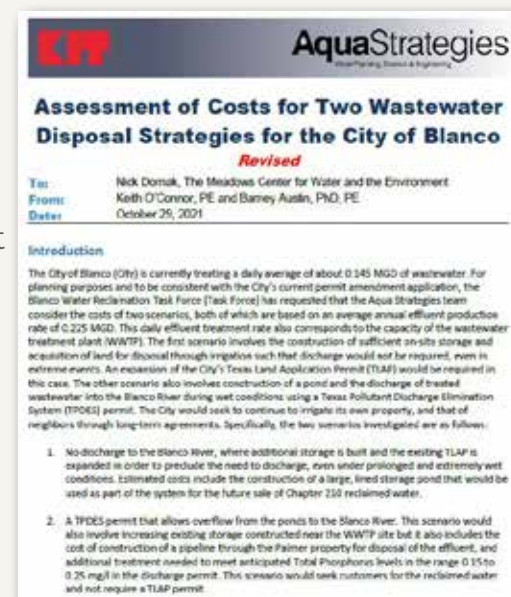 KIT
AquaStrategies
Assessment of Costs for Two Wastewater
Disposal Strategies for the City of Blanco
Revised
To: Nick Dornak, The Meadows Center for Water and the Environment
From: Keith O'Connor, PE and Barney Austin, PhD, PE
Date: October 29, 2021
Introduction
The City of Blanco (City) is currently treating a daily average of about 0.145 MGD of wastewater. For
planning purposes and to be consistent with the City's current permit amendment application, the
Blanco Water Reclamation Task Force (Task Force) has requested that the Aqua Strategies team
consider the costs of two scenarios, both of which are based on an average annual effluent production
rate of 0.225 MGD. This daily effluent treatment rate also corresponds to the capacity of the wastewater
treatment plant (WWTP). The first scenario involves the construction of sufficient on-site storage and
acquisition of land for disposal through irrigation such that discharge would not be required, even in
extreme events. An expansion of the City's Texas Land Application Permit (TLAP) would be required in
this case. The other scenario also involves construction of a pond and the discharge of treated
wastewater into the Blanco River during wet conditions using a Texas Pollutant Discharge Elimination
System (TPDES) permit. The City would seek to continue to irrigate its own property, and that of
neighbors through long-term agreements. Specifically, the two scenarios investigated are as follows:
1. No discharge to the Blanco River, where additional storage is built and the existing TLAP is
expanded in order to preclude the need to discharge, even under prolonged and extremely wet
conditions. Estimated costs include the construction of a large, lined storage pond that would be
used as part of the system for the future sale of Chapter 210 reclaimed water.
2. A TPDES permit that allows overflow from the ponds to the Blanco River. This scenario would
also involve increasing existing storage constructed near the WWTP site but it also includes the
cost of construction of a pipeline through the Palmer property for disposal of the effluent, and
additional treatment needed to meet anticipated Total Phosphorus levels in the range 0.15 to
0.25 mg/l in the discharge permit. This scenario would seek customers for the reclaimed water
and not require a TLAP permit
t